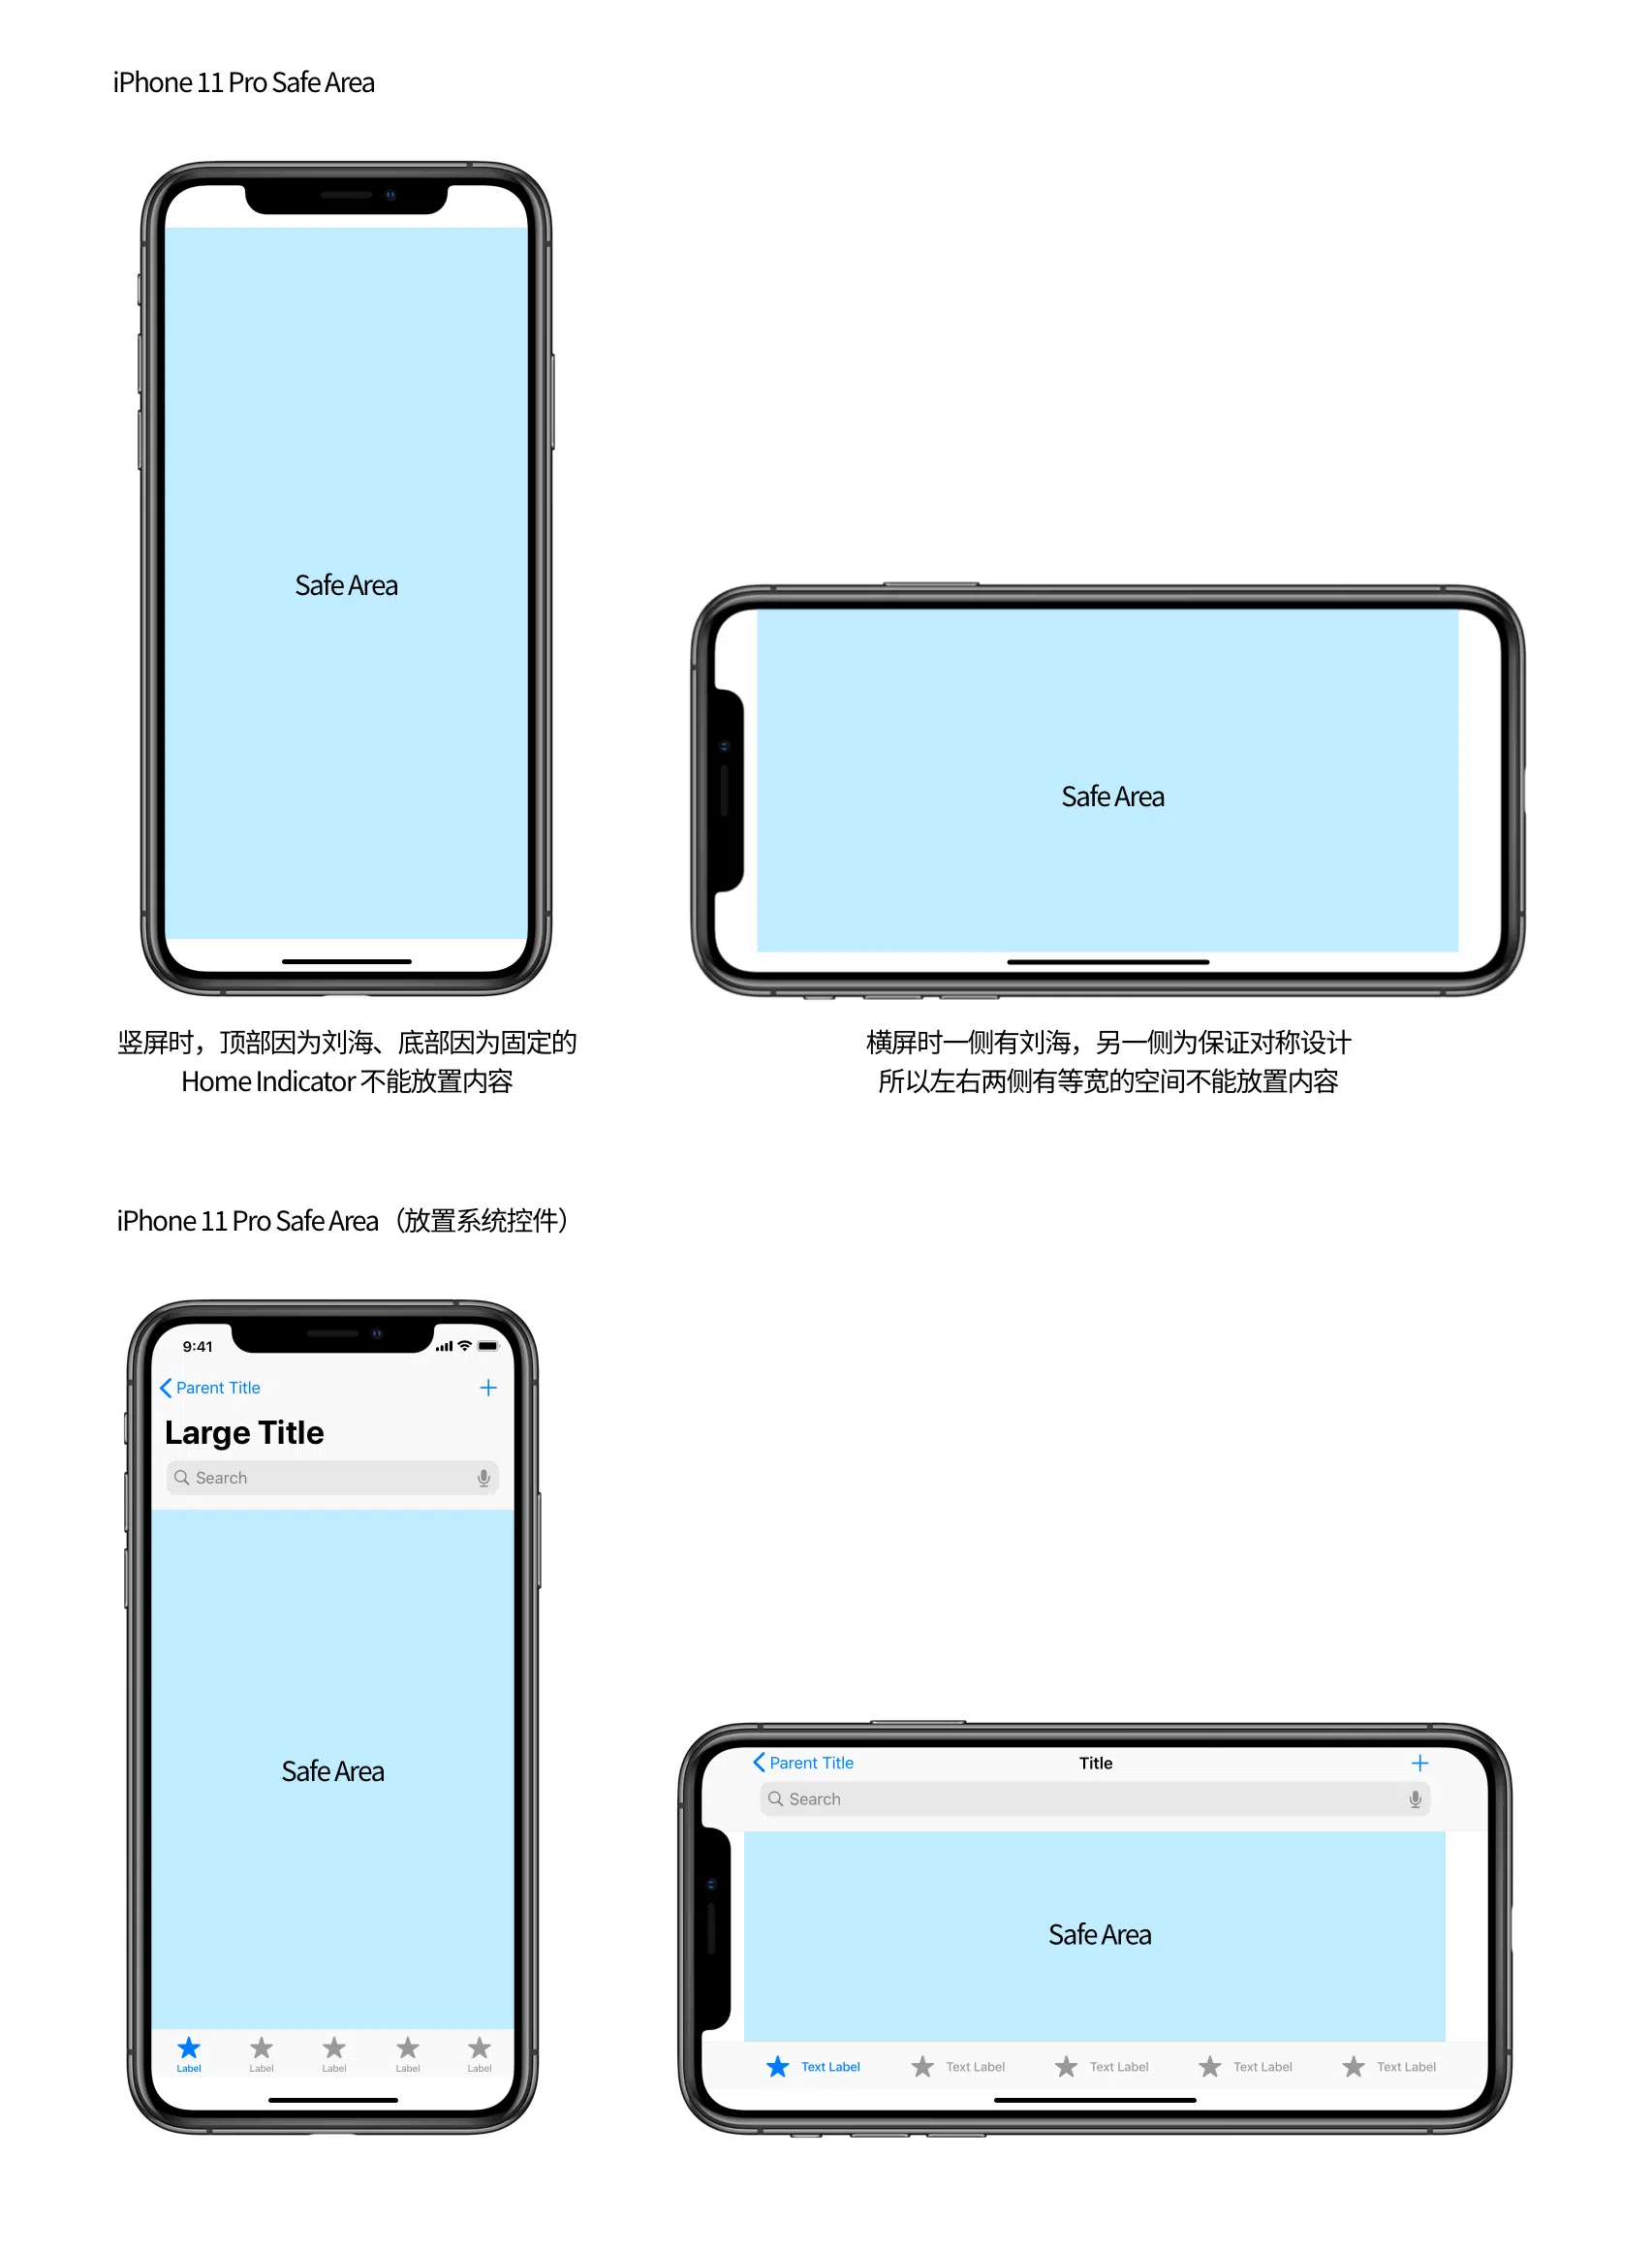 iPhone 11 Pro Safe Area
Safe Area
Safe Area
竖屏时，顶部因为刘海、底部因为固定的
Home Indicator 不能放置内容
横屏时一侧有刘海，另一侧为保证对称设计
所以左右两侧有等宽的空间不能放置内容
iPhone 11 Pro Safe Area（放置系统控件）
9:41
Parent Title
Large Title
Search
Safe Area
Label Label Label Label Label
Parent Title Title
Search
Safe Area
Text Label Text Label Text Label Text Label Text Label